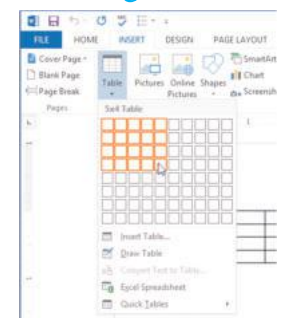 FILE HOME INSERT DESIGN PAGE LAYOUT
Cover Page
Blank Page
Page Break
Pages
Table
Pictures
Online Pictures
Shapes
SmartArt
Chart
Screensh
5x4 Table
Insert Table...
Draw Table
Convert Text to Table...
Excel Spreadsheet
Quick Tables